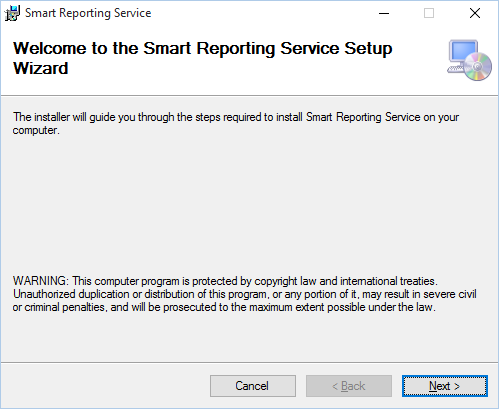 Smart Reporting Service
Welcome to the Smart Reporting Service Setup
Wizard
The installer will guide you through the steps required to install Smart Reporting Service on your
computer.
WARNING: This computer program is protected by copyright law and international treaties.
Unauthorized duplication or distribution of this program, or any portion of it, may result in severe civil
or criminal penalties, and will be prosecuted to the maximum extent possible under the law.
Cancel
< Back
Next >